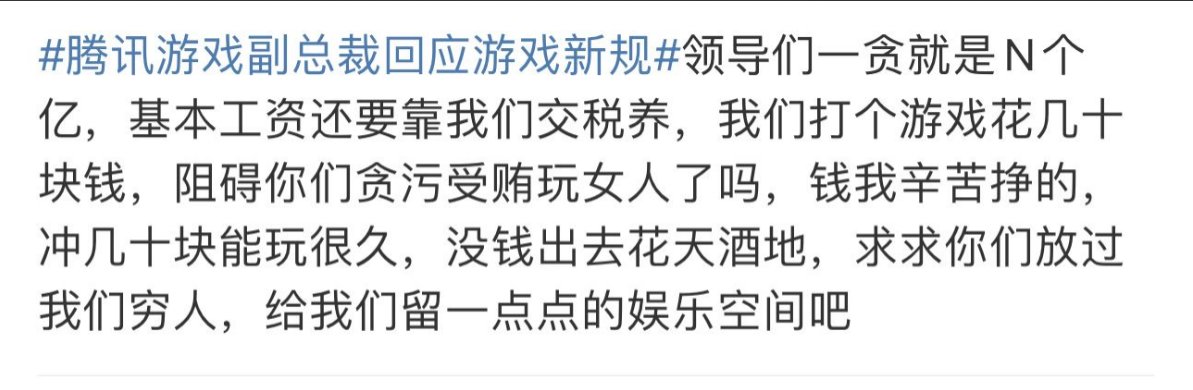 #腾讯游戏副总裁回应游戏新规#领导们一贪就是N个
亿，基本工资还要靠我们交税养，我们打个游戏花几十
块钱，阻碍你们贪污受贿玩女人了吗，钱我辛苦挣的，
冲几十块能玩很久，没钱出去花天酒地，求求你们放过
我们穷人，给我们留一点点的娱乐空间吧